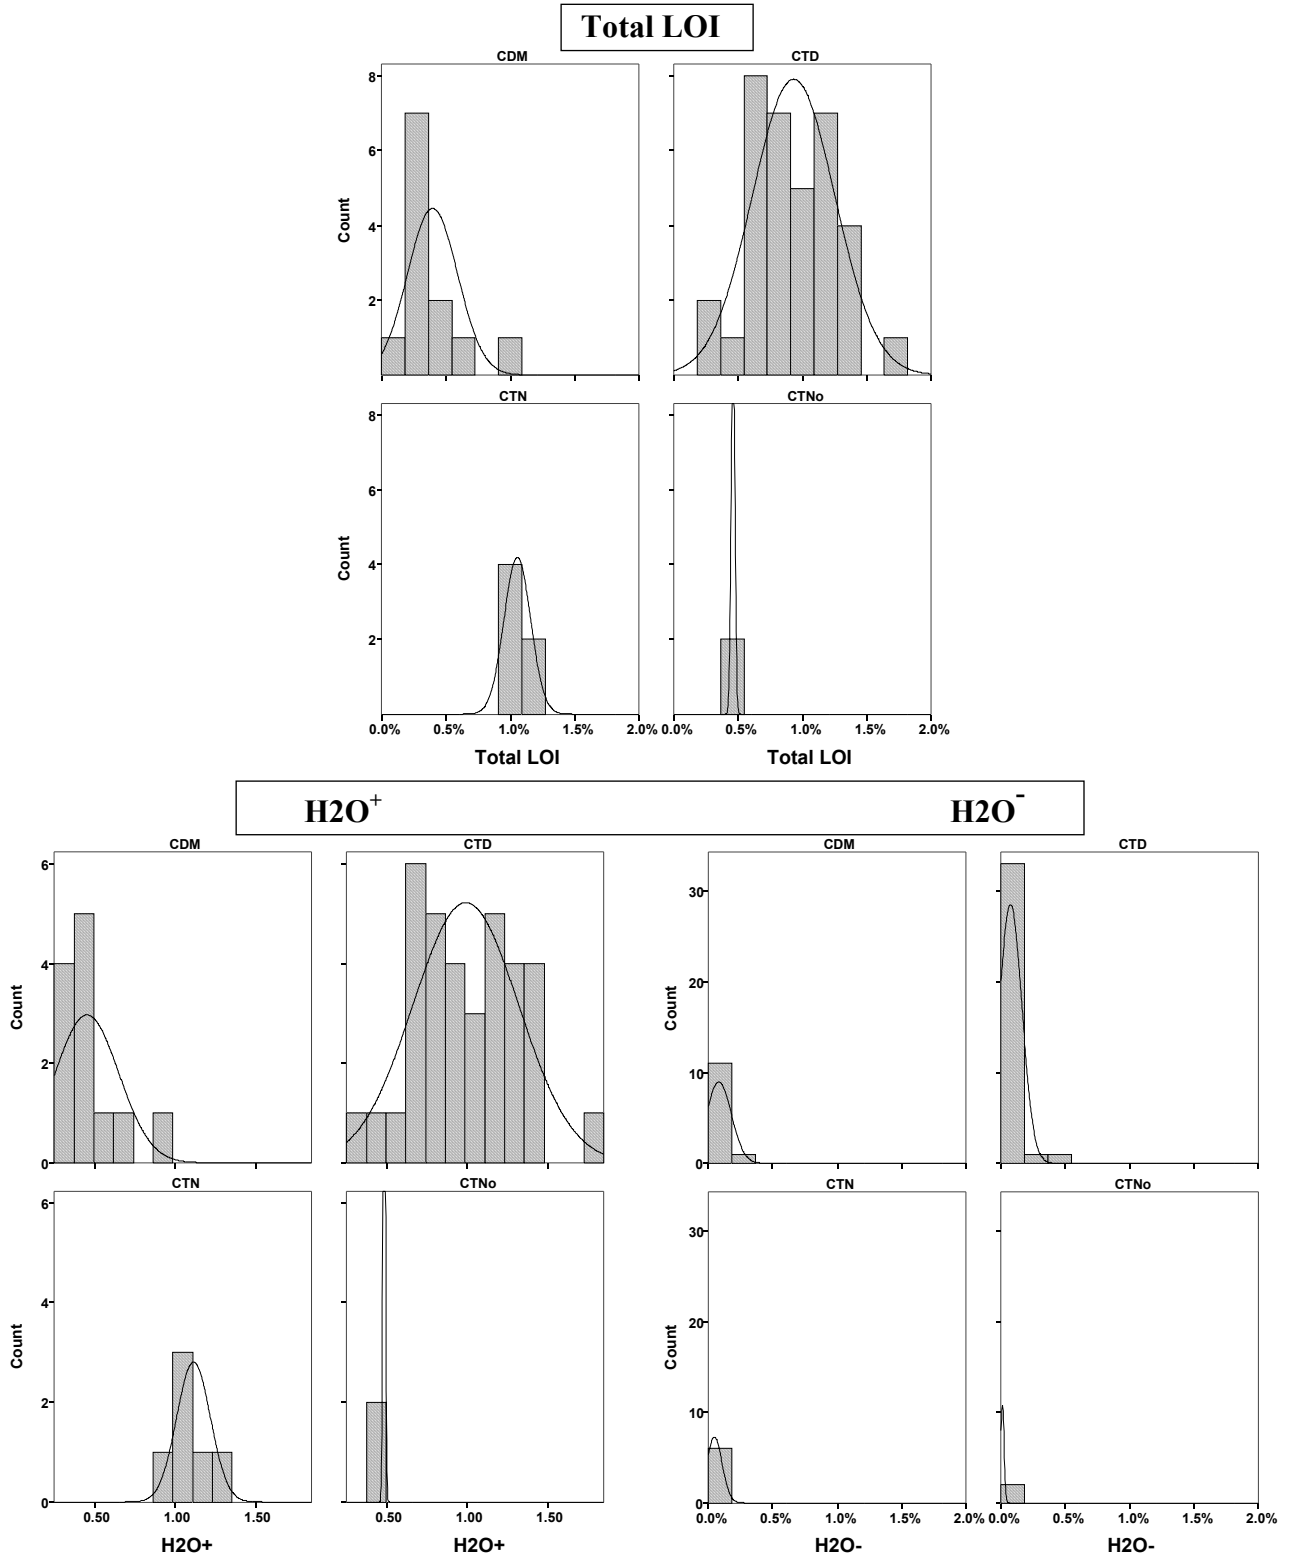 Total LOI
CDM CTD
8
6
4
2
Count
CTN CTNo
8
6
4
2
Count
0.0% 0.5% 1.0% 1.5% 2.0% 0.0% 0.5% 1.0% 1.5% 2.0%
Total LOI Total LOI
H2O+ H2O-
CDM CTD CDM CTD
6
4
2
0
Count
30
20
10
0
Count
CTN CTNo CTN CTNo
6
4
2
0
Count
30
20
10
0
Count
0.50 1.00 1.50 0.50 1.00 1.50 0.0% 0.5% 1.0% 1.5% 2.0% 0.0% 0.5% 1.0% 1.5% 2.0%
H2O+ H2O+ H2O- H2O-